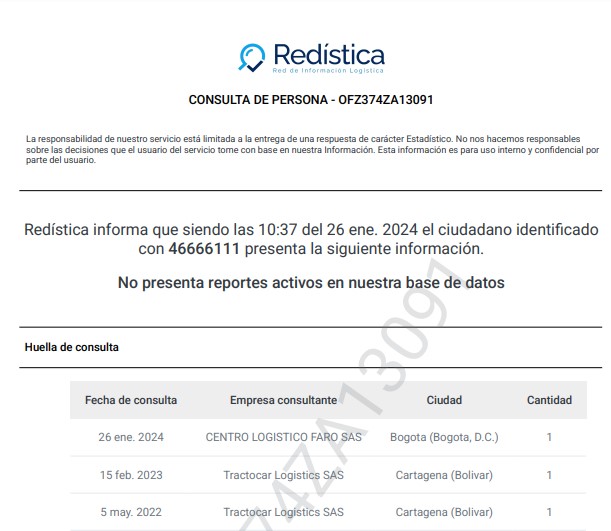 Redística
Red de Información Logística
CONSULTA DE PERSONA - OFZ374ZA13091
La responsabilidad de nuestro servicio está limitada a la entrega de una respuesta de carácter Estadístico. No nos hacemos responsables
sobre las decisiones que el usuario del servicio tome con base en nuestra Información. Esta información es para uso interno y confidencial por
parte del usuario.
Redística informa que siendo las 10:37 del 26 ene. 2024 el ciudadano identificado
con 46666111 presenta la siguiente información.
No presenta reportes activos en nuestra base de datos
Huella de consulta
Fecha de consulta Empresa consultante Ciudad Cantidad
26 ene. 2024 CENTRO LOGISTICO FARO SAS Bogota (Bogota, D.C.) 1
15 feb. 2023 Tractocar Logistics SAS Cartagena (Bolivar) 1
5 may. 2022 Tractocar Logistics SAS Cartagena (Bolivar) 1
74ZA13091